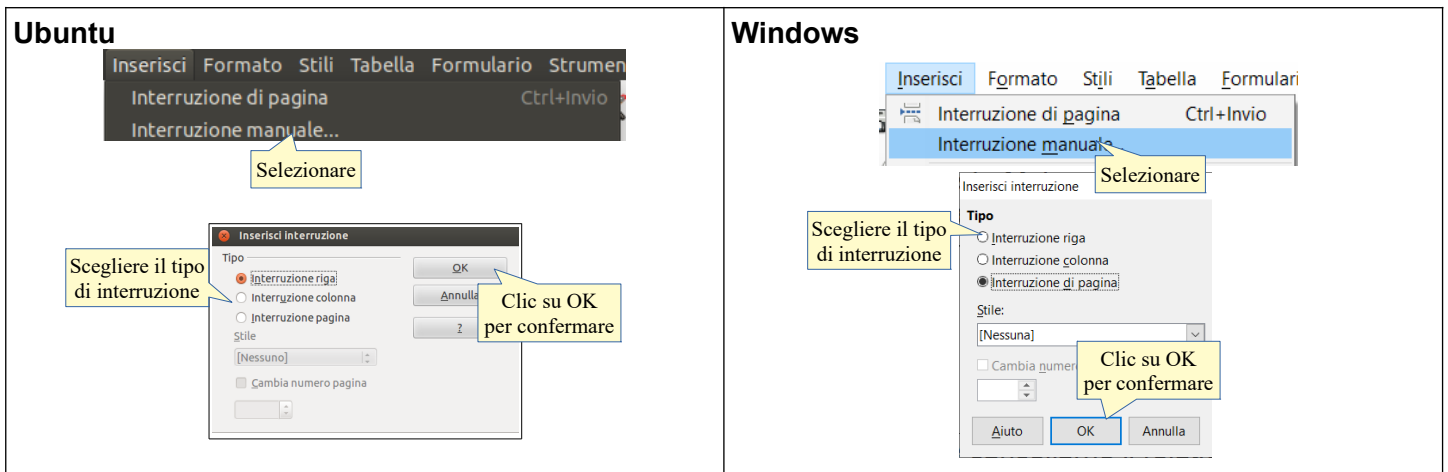 Ubuntu
Inserisci Formato Stili Tabella Formulario Strumen
Interruzione di pagina Ctrl+Invio
Interruzione manuale...
Selezionare
Inserisci interruzione
Tipo
Interruzione riga
Interruzione colonna
Interruzione pagina
Stile
[Nessuno]
Cambia numero pagina
OK
Annulla
?
Scegliere il tipo
di interruzione
Clic su OK
per confermare
Windows
Inserisci Formato Stili Tabella Formulari
Interruzione di pagina Ctrl+Invio
Interruzione manuale..
Selezionare
Inserisci interruzione
Tipo
Interruzione riga
Interruzione colonna
Interruzione di pagina
Stile:
[Nessuna]
Cambia numer
Aiuto OK Annulla
Scegliere il tipo
di interruzione
Clic su OK
per confermare